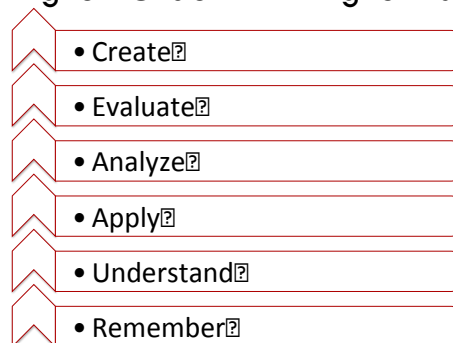 • Create⍰
• Evaluate⍰
• Analyze⍰
• Apply⍰
• Understand⍰
• Remember⍰